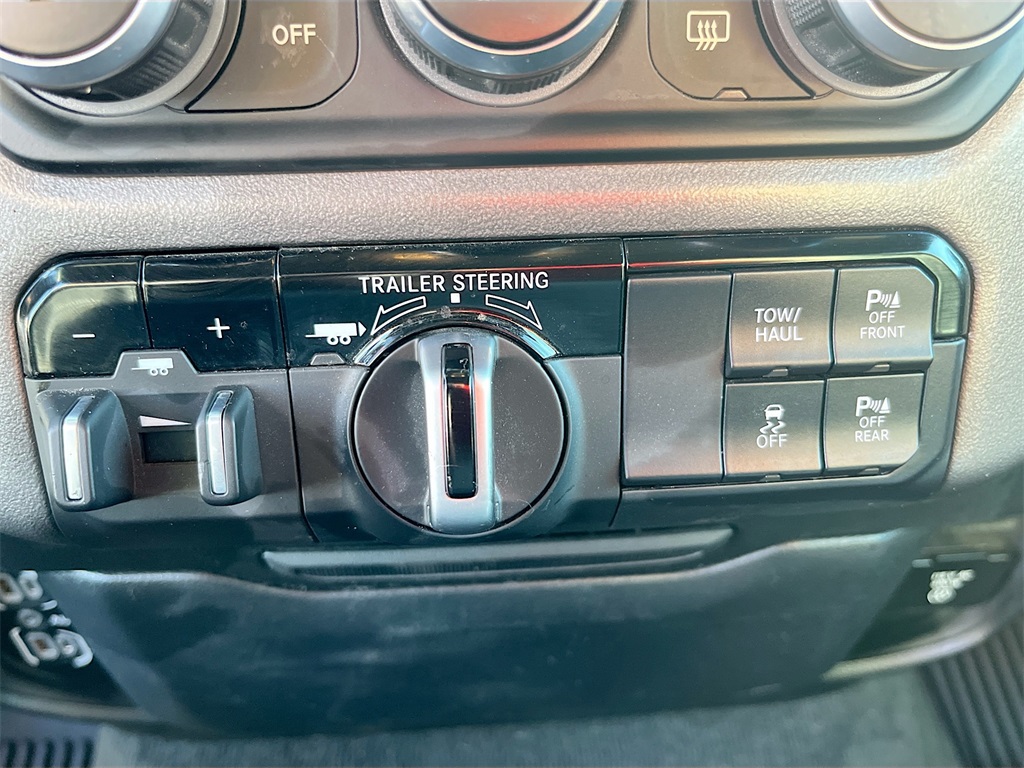 OFF
− +
TRAILER STEERING
TOW/
HAUL
P
OFF
FRONT
OFF
P
OFF
REAR